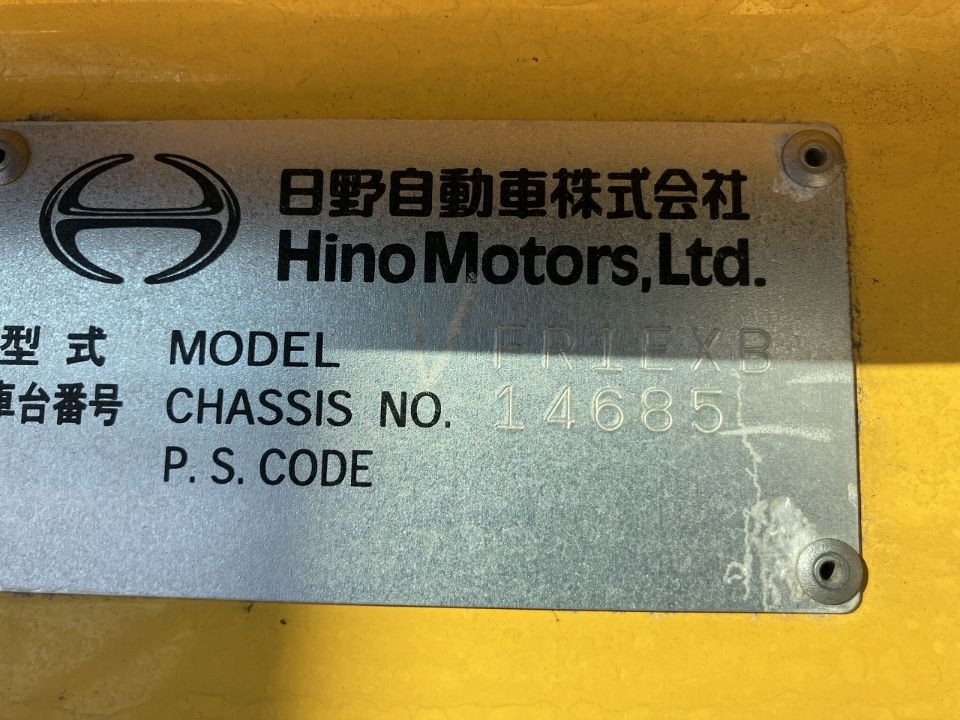 日野自動車株式会社
Hino Motors, Ltd.
型式 MODEL FR1EXB
車台番号 CHASSIS NO. 14685
P. S. CODE